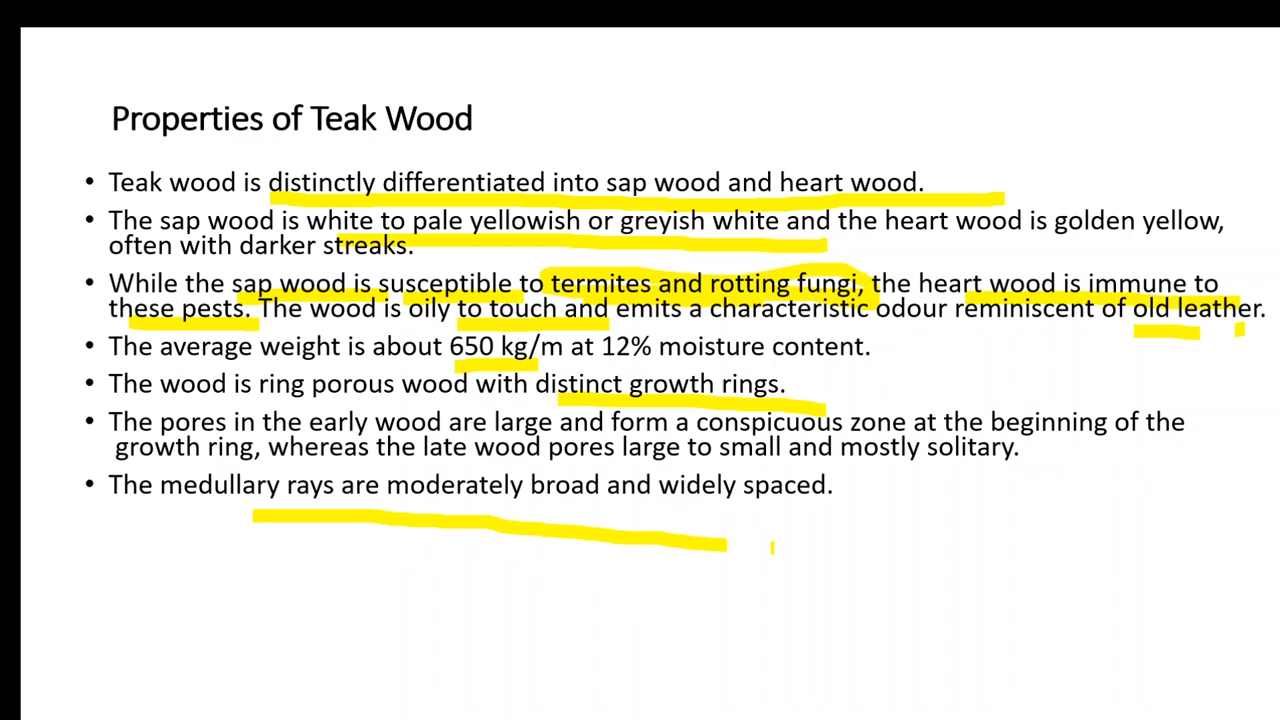 Properties of Teak Wood
• Teak wood is distinctly differentiated into sap wood and heart wood.
• The sap wood is white to pale yellowish or greyish white and the heart wood is golden yellow,
often with darker streaks.
• While the sap wood is susceptible to termites and rotting fungi, the heart wood is immune to
these pests. The wood is oily to touch and emits a characteristic odour reminiscent of old leather.
• The average weight is about 650 kg/m at 12% moisture content.
• The wood is ring porous wood with distinct growth rings.
• The pores in the early wood are large and form a conspicuous zone at the beginning of the
growth ring, whereas the late wood pores large to small and mostly solitary.
• The medullary rays are moderately broad and widely spaced.